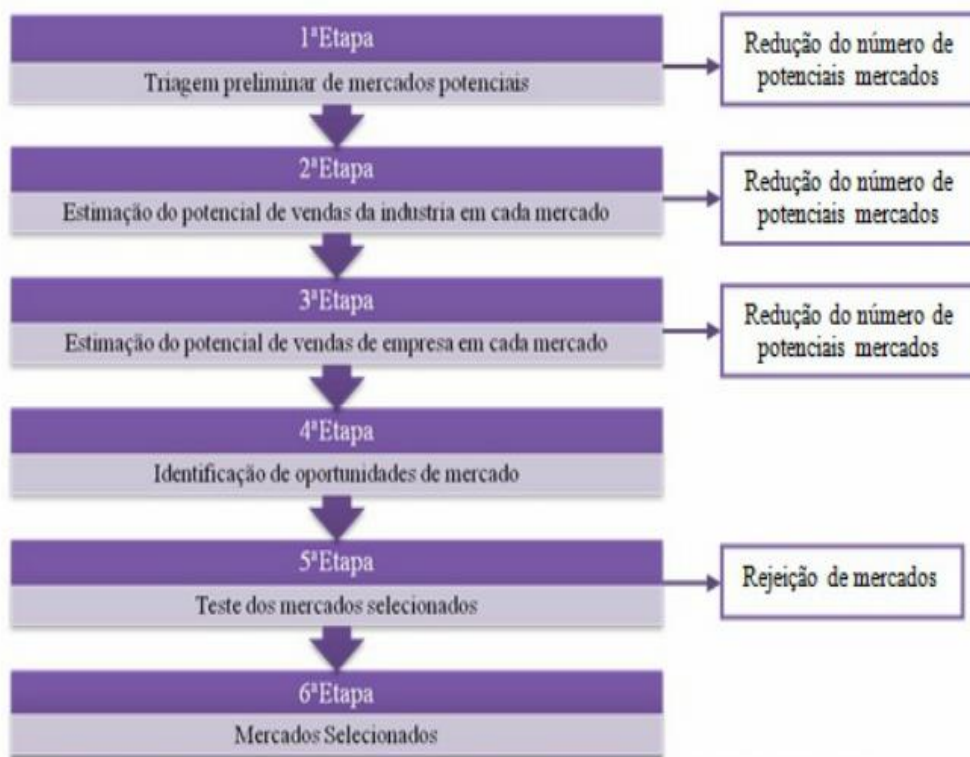 1ªEtapa
Triagem preliminar de mercados potenciais
Redução do número de
potenciais mercados
2ªEtapa
Estimação do potencial de vendas da industria em cada mercado
Redução do número de
potenciais mercados
3ªEtapa
Estimação do potencial de vendas de empresa em cada mercado
Redução do número de
potenciais mercados
4ªEtapa
Identificação de oportunidades de mercado
5ªEtapa
Teste dos mercados selecionados
Rejeição de mercados
6ªEtapa
Mercados Selecionados